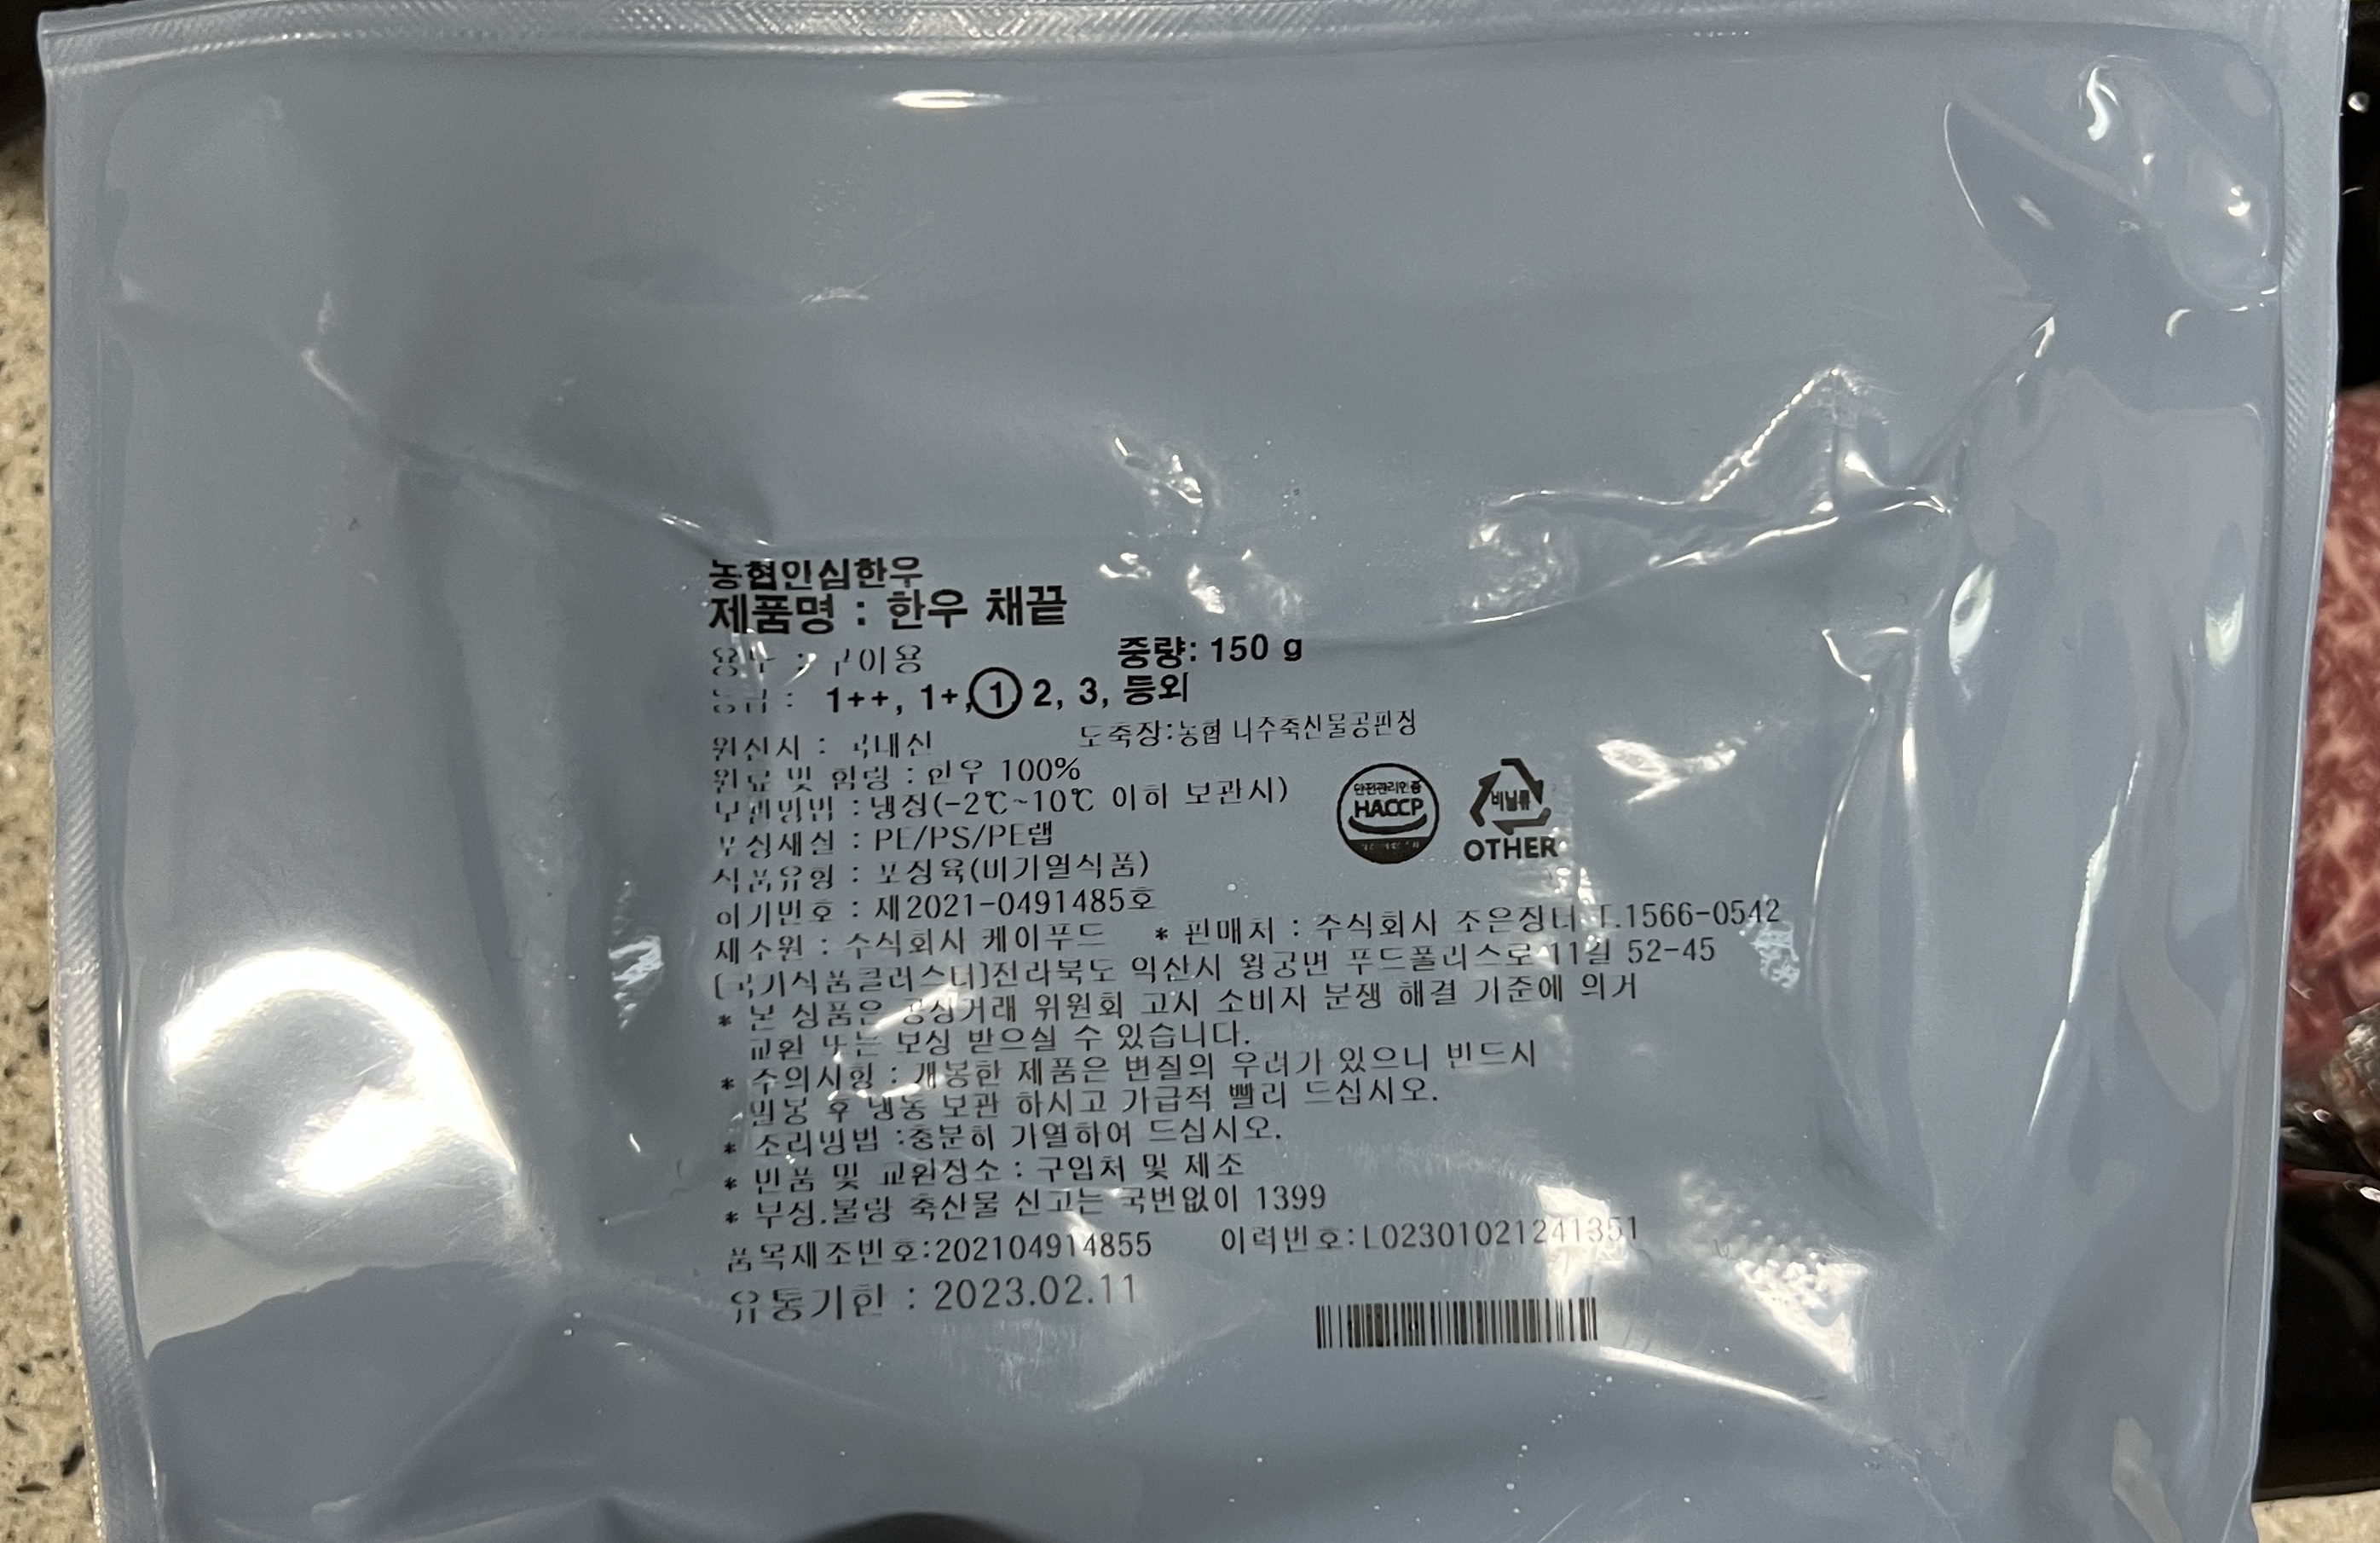 농협안심한우
제품명 : 한우 채끝
용도 : 구이용 중량: 150 g
등급 : 1++, 1+, 1 2, 3, 등외
원산지 : 국내산 도축장:농협 나주축산물공판장
원료 및 함량 : 한우 100%
보관방법 : 냉장(-2℃~10℃ 이하 보관시)
안전관리인증
HACCP
비닐류
OTHER
포장재질 : PE/PS/PE랩
식품유형 : 포장육(비가열식품)
허가번호 : 제2021-0491485호
제조원 : 주식회사 케이푸드 * 판매처 : 주식회사 조은장터 T.1566-0542
[국가식품클러스터]전라북도 익산시 왕궁면 푸드폴리스로 11길 52-45
* 본 상품은 공정거래 위원회 고시 소비자 분쟁 해결 기준에 의거
교환 또는 보상 받으실 수 있습니다.
* 주의사항 : 개봉한 제품은 변질의 우려가 있으니 반드시
밀봉 후 냉동 보관 하시고 가급적 빨리 드십시오.
* 조리방법 :충분히 가열하여 드십시오.
* 반품 및 교환장소 : 구입처 및 제조
* 부정.불량 축산물 신고는 국번없이 1399
품목제조번호:202104914855 이력번호:L02301021241351
유통기한 : 2023.02.11